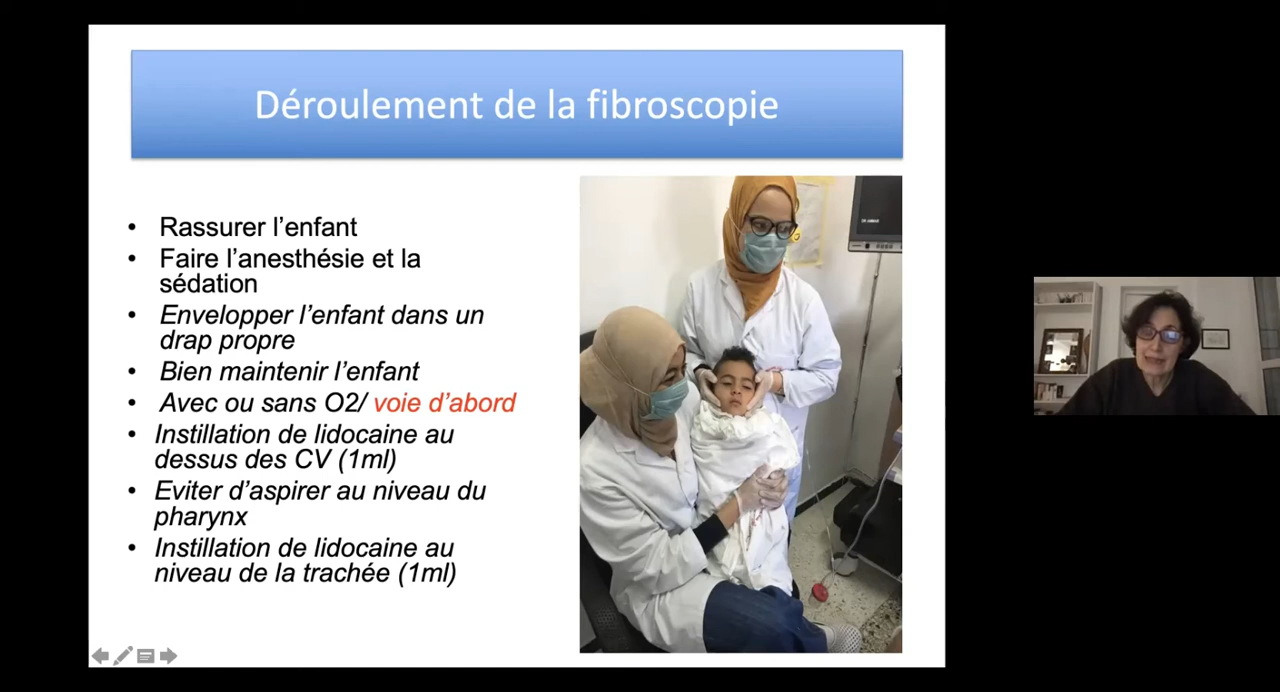 Déroulement de la fibroscopie
• Rassurer l’enfant
• Faire l’anesthésie et la
sédation
• Envelopper l’enfant dans un
drap propre
• Bien maintenir l’enfant
• Avec ou sans O2/ voie d’abord
• Instillation de lidocaine au
dessus des CV (1ml)
• Eviter d’aspirer au niveau du
pharynx
• Instillation de lidocaine au
niveau de la trachée (1ml)